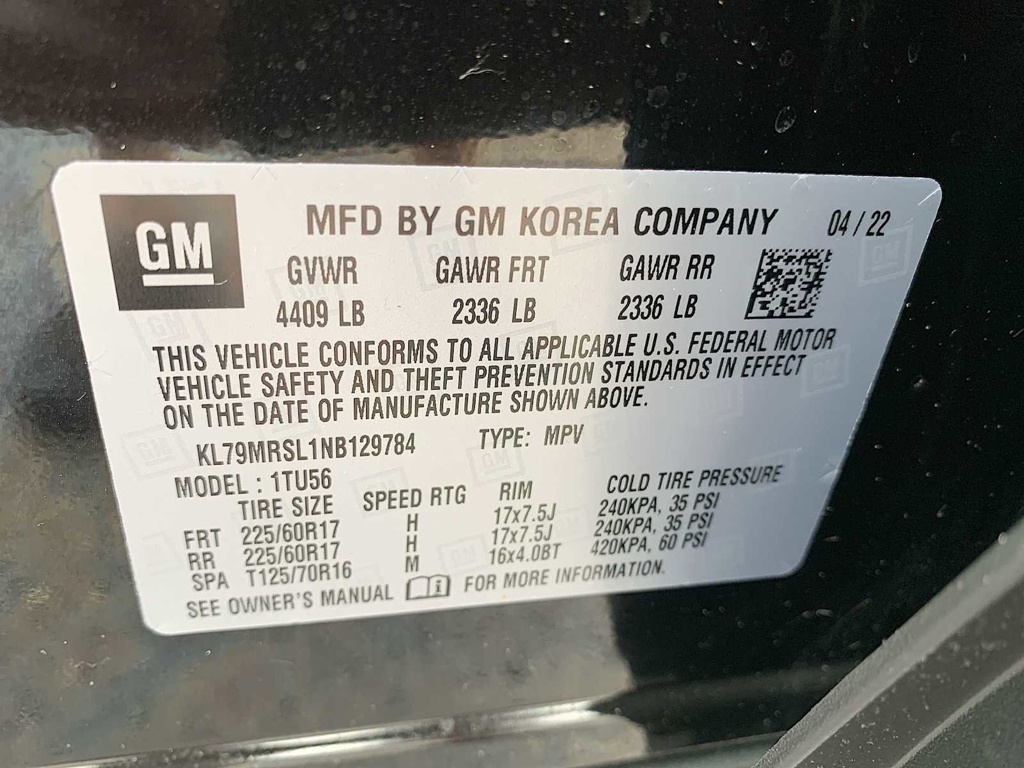 GM
MFD BY GM KOREA COMPANY 04 / 22
GVWR GAWR FRT GAWR RR
4409 LB 2336 LB 2336 LB
THIS VEHICLE CONFORMS TO ALL APPLICABLE U.S. FEDERAL MOTOR
VEHICLE SAFETY AND THEFT PREVENTION STANDARDS IN EFFECT
ON THE DATE OF MANUFACTURE SHOWN ABOVE.
KL79MRSL1NB129784 TYPE: MPV
MODEL : 1TU56
TIRE SIZE SPEED RTG RIM COLD TIRE PRESSURE
FRT 225/60R17 H 17x7.5J 240KPA, 35 PSI
RR 225/60R17 H 17x7.5J 240KPA, 35 PSI
SPA T125/70R16 M 16x4.0BT 420KPA, 60 PSI
SEE OWNER'S MANUAL FOR MORE INFORMATION.